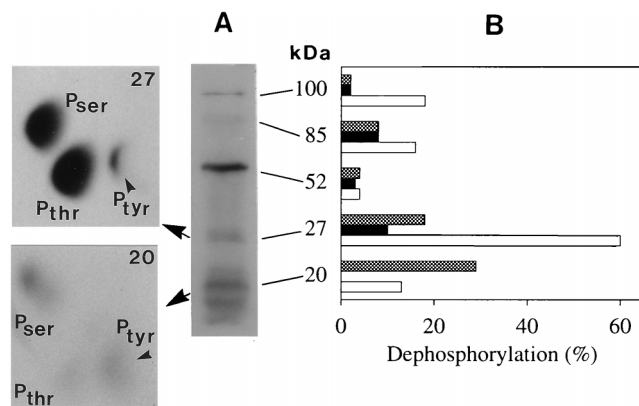 A
B
kDa
27
Pser
Pthr
Ptyr
20
Pser
Ptyr
Pthr
100
85
52
27
20
0
20
40
60
Dephosphorylation (%)